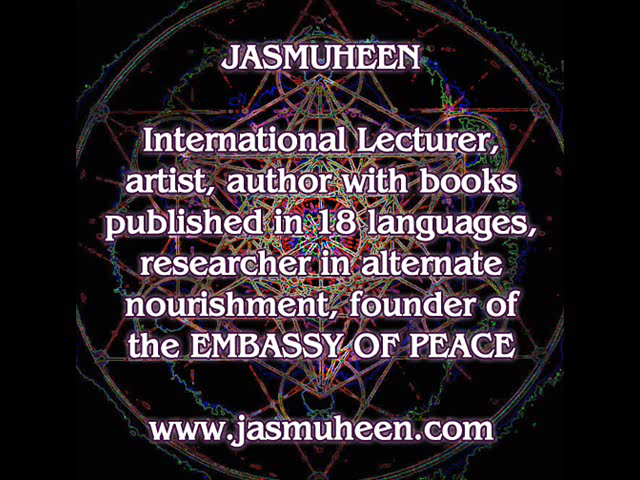 JASMUHEEN
International Lecturer,
artist, author with books
published in 18 languages,
researcher in alternate
nourishment, founder of
the EMBASSY OF PEACE
www.jasmuheen.com